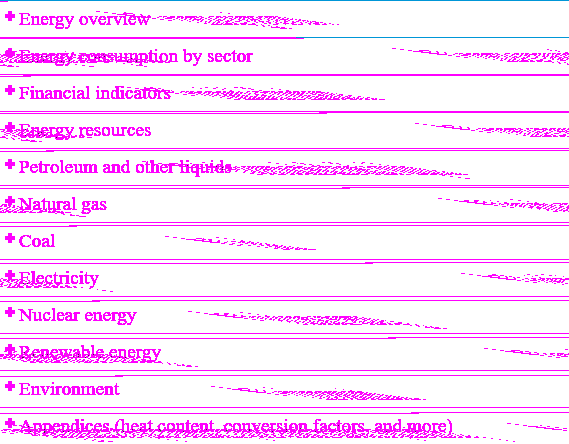 Energy overview
Energy consumption by sector
Financial indicators
Energy resources
Petroleum and other liquids
Natural gas
Coal
Electricity
Nuclear energy
Renewable energy
Environment
Appendices (heat content, conversion factors, and more)